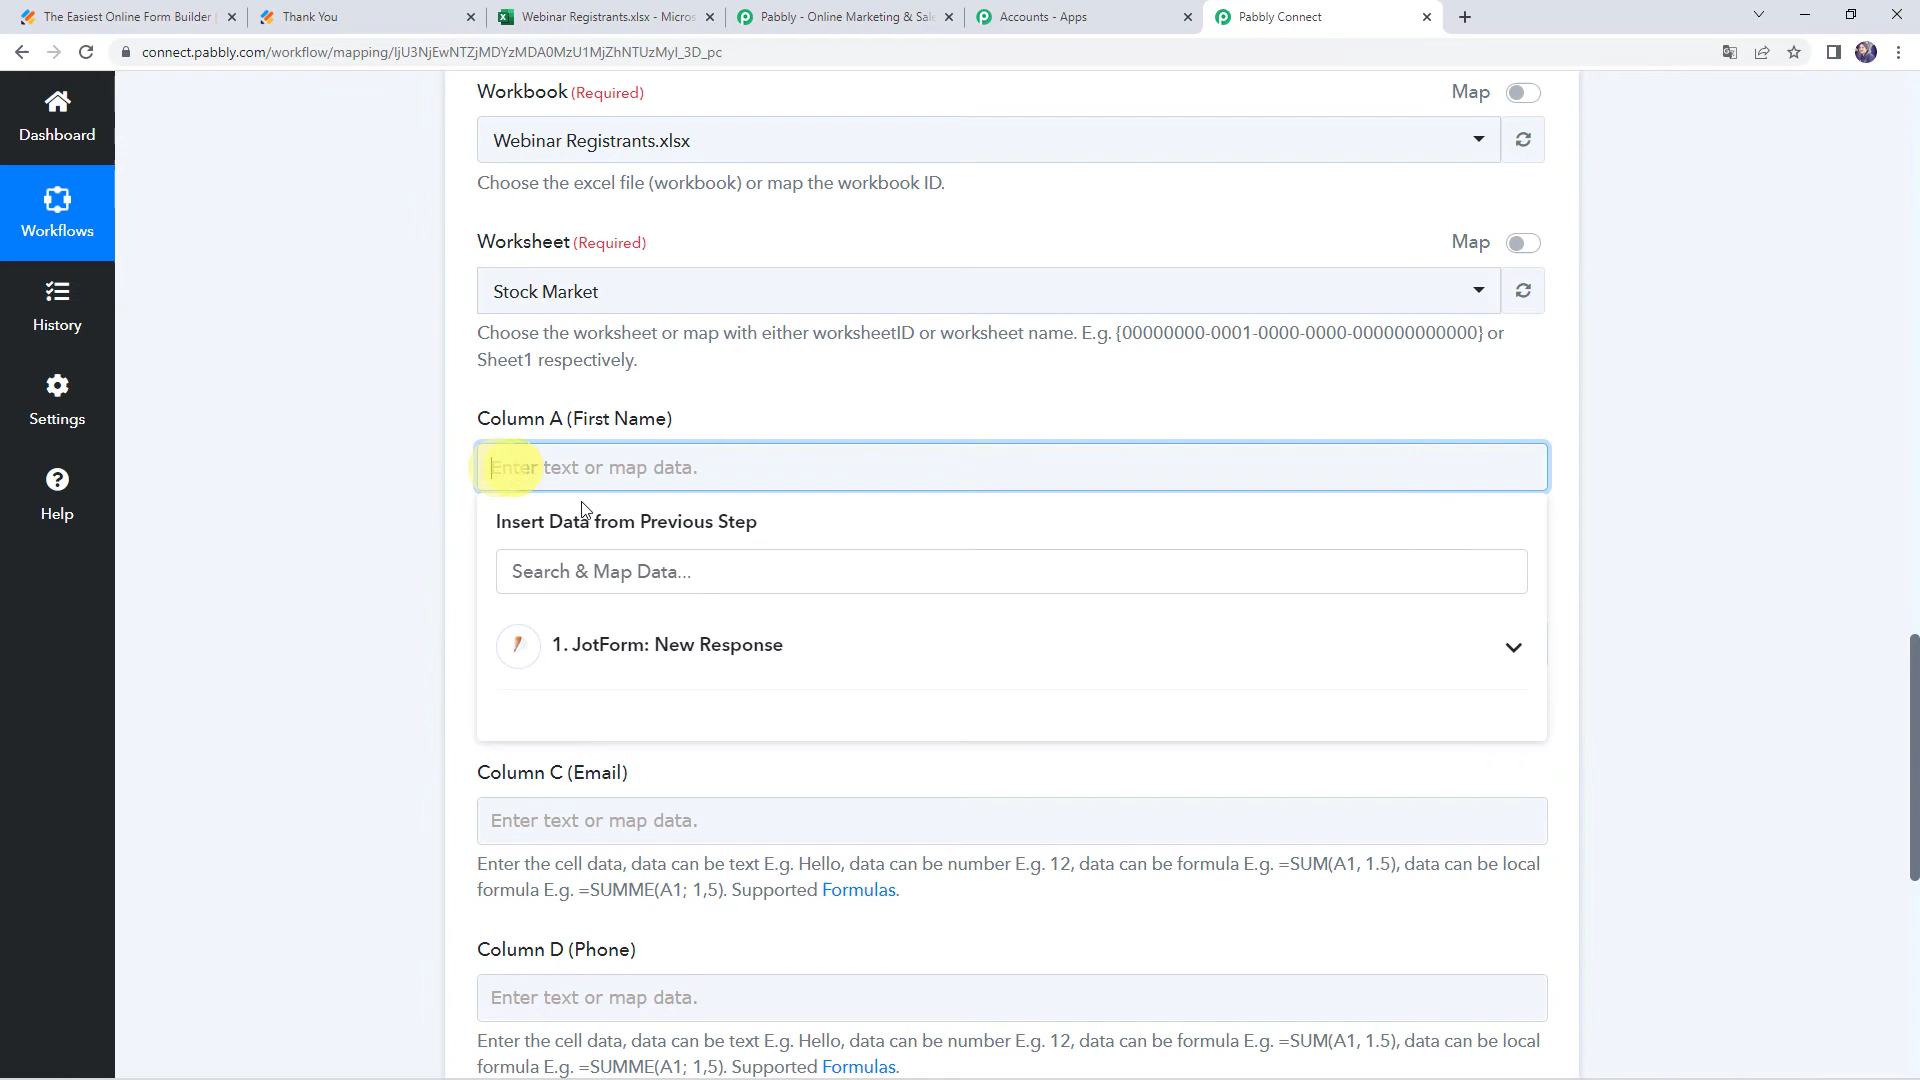 The Easiest Online Form Builder
Thank You
Webinar Registrants.xlsx - Micros
Pabbly - Online Marketing & Sale
Accounts - Apps
Pabbly Connect
connect.pabbly.com/workflow/mapping/IjU3NjEwNTZjMDYzMDA0MzU1MjZhNTUzMyI_3D_pc
Dashboard
Workflows
History
Settings
Help
Workbook (Required)
Map
Webinar Registrants.xlsx
Choose the excel file (workbook) or map the workbook ID.
Worksheet (Required)
Map
Stock Market
Choose the worksheet or map with either worksheetID or worksheet name. E.g. {00000000-0001-0000-0000-000000000000} or
Sheet1 respectively.
Column A (First Name)
Enter text or map data.
Insert Data from Previous Step
Search & Map Data...
1. JotForm: New Response
Column C (Email)
Enter text or map data.
Enter the cell data, data can be text E.g. Hello, data can be number E.g. 12, data can be formula E.g. =SUM(A1, 1.5), data can be local
formula E.g. =SUMME(A1; 1,5). Supported Formulas.
Column D (Phone)
Enter text or map data.
Enter the cell data, data can be text E.g. Hello, data can be number E.g. 12, data can be formula E.g. =SUM(A1, 1.5), data can be local
formula E.g. =SUMME(A1; 1,5). Supported Formulas.